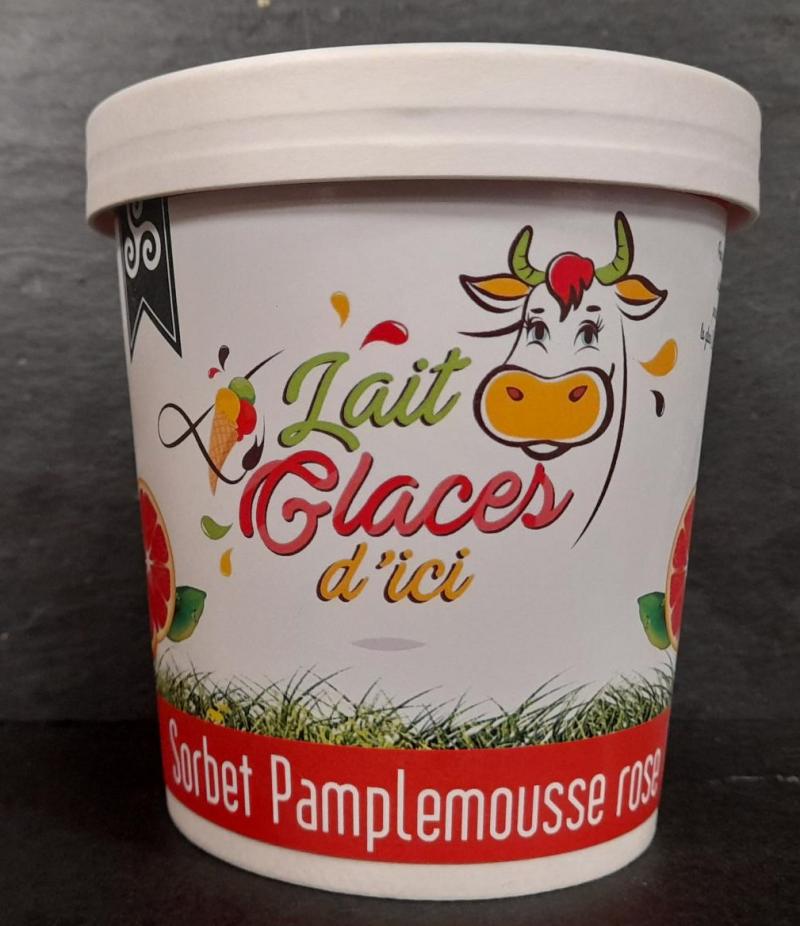 Lait
Glaces
d'ici
Sorbet Pamplemousse rose